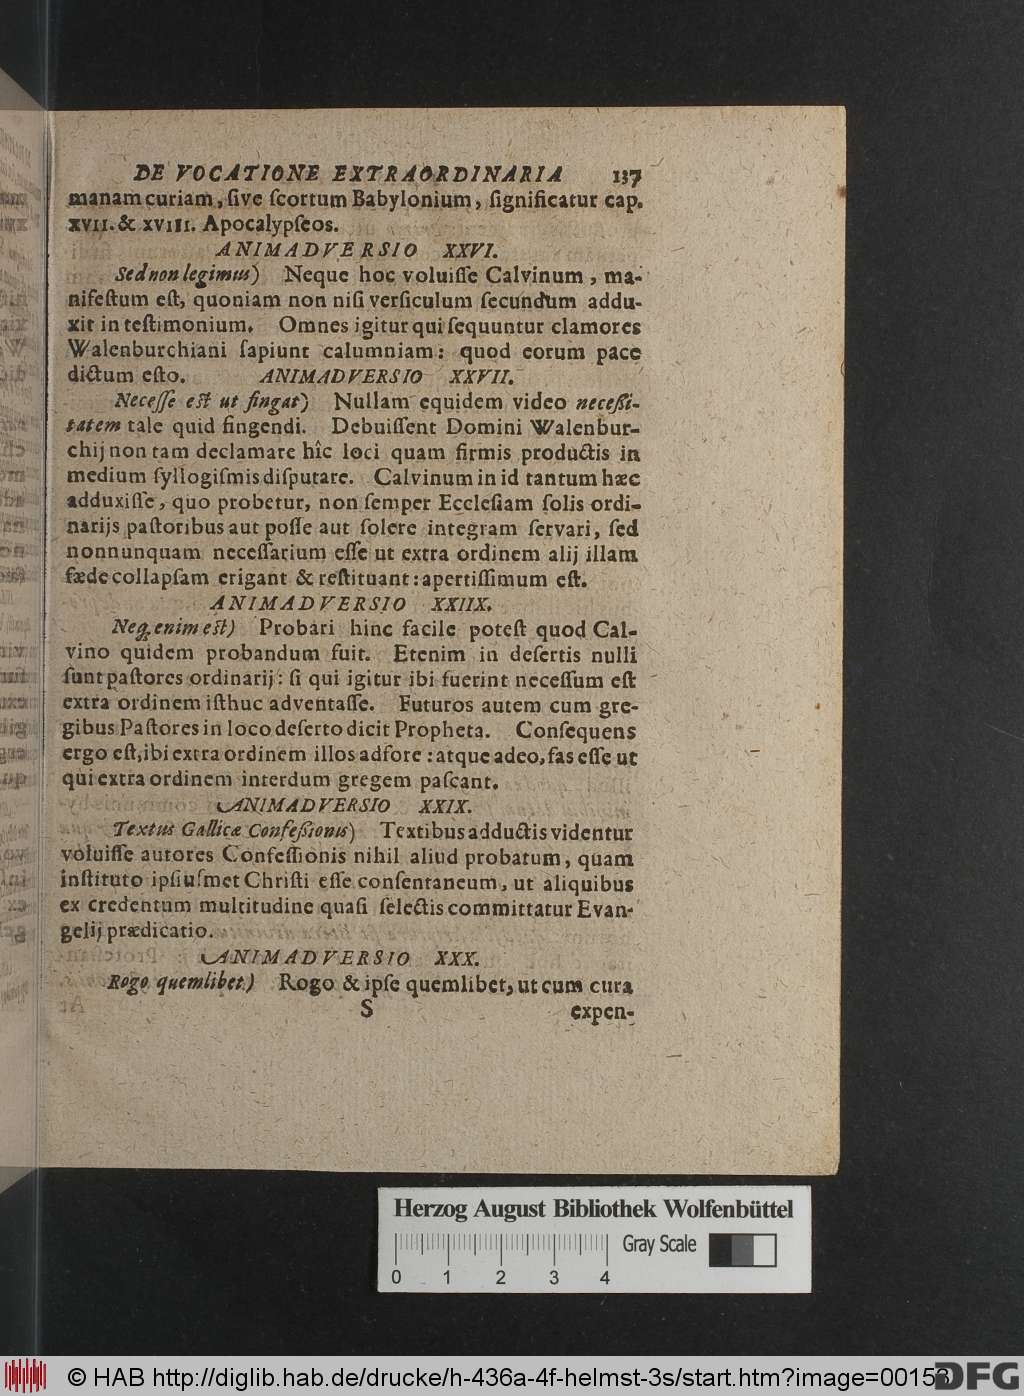 DE VOCATIONE EXTRAORDINARIA 137
manam curiam, ſive ſcortum Babylonium, ſignificatur cap.
XVII. & XVIII. Apocalypſeos.
ANIMADVERSIO XXVI.
Sed non legimus) Neque hoc voluiſſe Calvinum, ma-
nifeſtum eſt, quoniam non niſi verſiculum ſecundum addu-
xit in teſtimonium. Omnes igitur qui ſequuntur clamores
Walenburchiani ſapiunt calumniam: quod eorum pace
dictum eſto. ANIMADVERSIO XXVII.
Neceſſe eſt ut fingat) Nullam equidem video neceßi-
tatem tale quid fingendi. Debuiſſent Domini Walenbur-
chij non tam declamare hîc loci quam firmis productis in
medium ſyllogiſmis diſputare. Calvinum in id tantum hæc
adduxiſſe, quo probetur, non ſemper Eccleſiam ſolis ordi-
narijs paſtoribus aut poſſe aut ſolere integram ſervari, ſed
nonnunquam neceſſarium eſſe ut extra ordinem alij illam
fæde collapſam erigant & reſtituant: apertiſſimum eſt.
ANIMADVERSIO XXIIX.
Neq; enim eſt) Probari hinc facile poteſt quod Cal-
vino quidem probandum fuit. Etenim in deſertis nulli
ſunt paſtores ordinarij: ſi qui igitur ibi fuerint neceſſum eſt
extra ordinem iſthuc adventaſſe. Futuros autem cum gre-
gibus Paſtores in loco deſerto dicit Propheta. Conſequens
ergo eſt, ibi extra ordinem illos adfore: atque adeo, fas eſſe ut
qui extra ordinem interdum gregem paſcant.
ANIMADVERSIO XXIX.
Textus Gallicæ Confeßionis) Textibus adductis videntur
voluiſſe autores Confeſſionis nihil aliud probatum, quam
inſtituto ipſiuſmet Chriſti eſſe conſentaneum, ut aliquibus
ex credentum multitudine quaſi ſelectis committatur Evan-
gelij prædicatio.
ANIMADVERSIO XXX.
Rogo quemlibet) Rogo & ipſe quemlibet, ut cum cura
S expen-
Herzog August Bibliothek Wolfenbüttel
Gray Scale
0 1 2 3 4
© HAB http://diglib.hab.de/drucke/h-436a-4f-helmst-3s/start.htm?image=00153
DFG